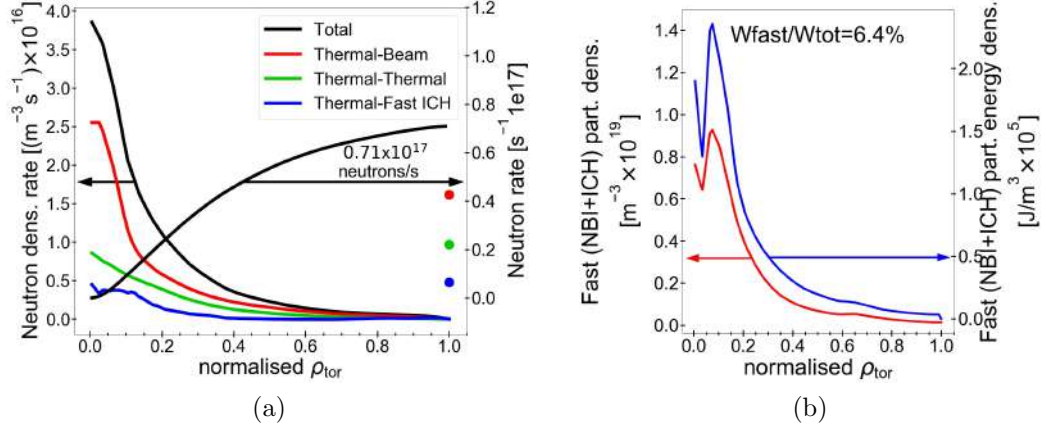 4.0
3.5
3.0
2.5
2.0
1.5
1.0
0.5
0.0
Neutron dens. rate [(m⁻³ s⁻¹)×10¹⁶
Total
Thermal-Beam
Thermal-Thermal
Thermal-Fast ICH
0.71x10¹⁷
neutrons/s
1.2
1.0
0.8
0.6
0.4
0.2
0.0
Neutron rate [s⁻¹ 1e17]
0.0 0.2 0.4 0.6 0.8 1.0
normalised ρtor
(a)
Fast (NBI+ICH) part. dens.
[m⁻³ × 10¹⁹]
1.4
1.2
1.0
0.8
0.6
0.4
0.2
0.0
Wfast/Wtot=6.4%
2.0
1.5
1.0
0.5
0.0
Fast (NBI+ICH) part. energy dens.
[J/m³ × 10⁵]
0.0 0.2 0.4 0.6 0.8 1.0
normalised ρtor
(b)